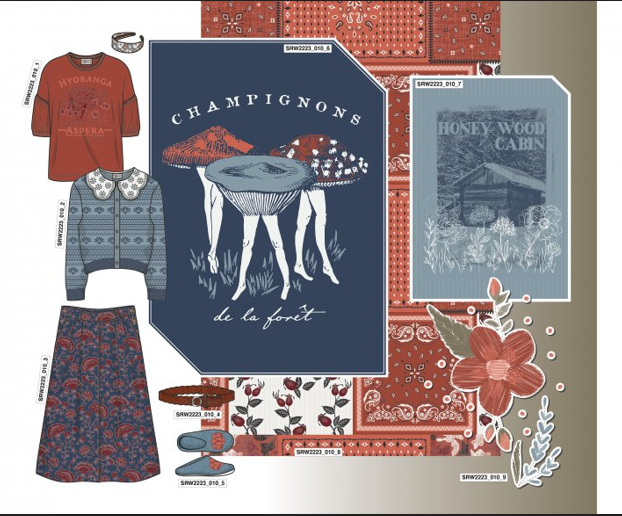 SRW2223_010_1
HYDRANGA
ASPERA
SRW2223_010_2
SRW2223_010_3
SRW2223_010_4
SRW2223_010_5
SRW2223_010_6
CHAMPIGNONS
de la forêt
SRW2223_010_7
HONEY WOOD
CABIN
SRW2223_010_8
SRW2223_010_9